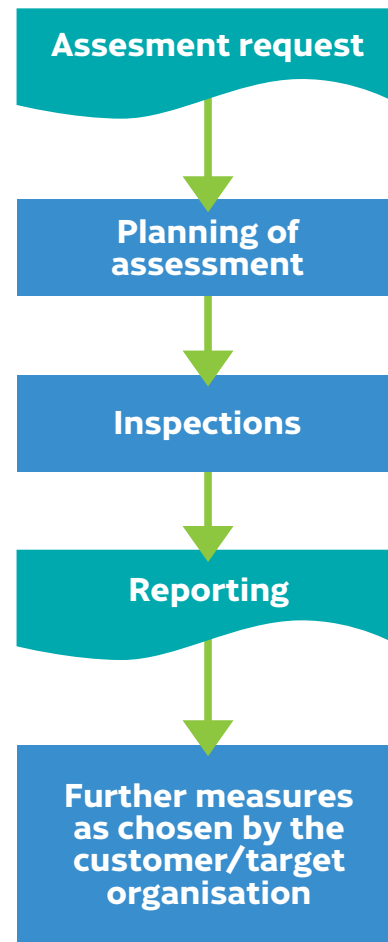 Assesment request
Planning of
assessment
Inspections
Reporting
Further measures
as chosen by the
customer/target
organisation